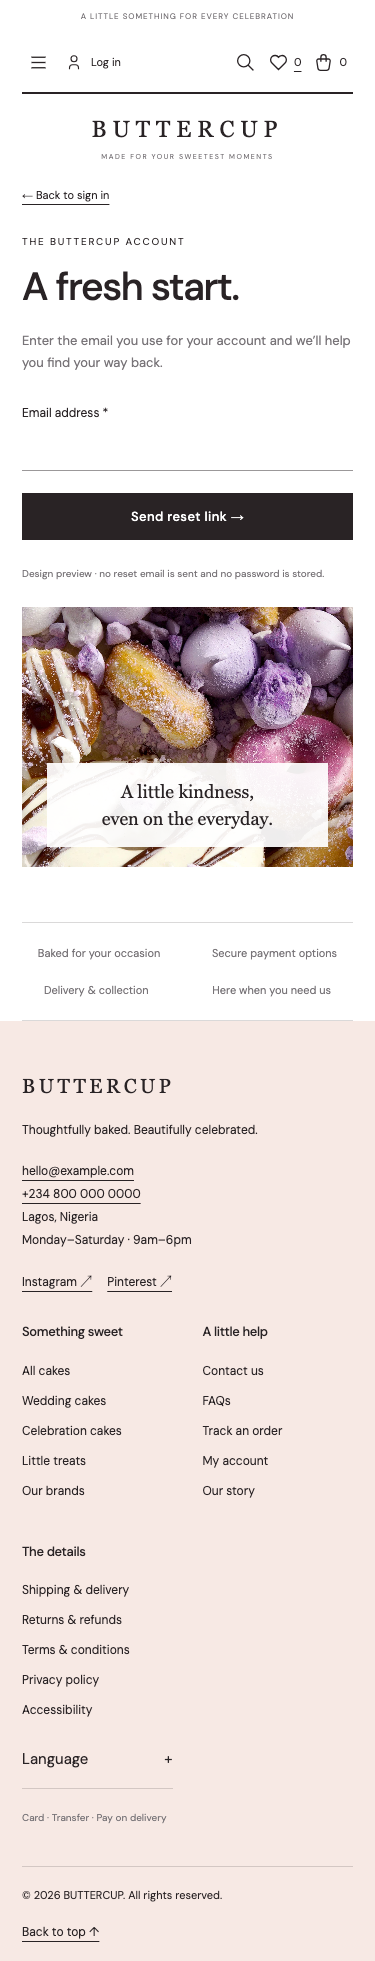 A LITTLE SOMETHING FOR EVERY CELEBRATION
Log in
0
0
BUTTERCUP
MADE FOR YOUR SWEETEST MOMENTS
← Back to sign in
THE BUTTERCUP ACCOUNT
A fresh start.
Enter the email you use for your account and we’ll help
you find your way back.
Email address *
Send reset link →
Design preview · no reset email is sent and no password is stored.
A little kindness,
even on the everyday.
Baked for your occasion
Secure payment options
Delivery & collection
Here when you need us
BUTTERCUP
Thoughtfully baked. Beautifully celebrated.
hello@example.com
+234 800 000 0000
Lagos, Nigeria
Monday–Saturday · 9am–6pm
Instagram ↗ Pinterest ↗
Something sweet
All cakes
Wedding cakes
Celebration cakes
Little treats
Our brands
A little help
Contact us
FAQs
Track an order
My account
Our story
The details
Shipping & delivery
Returns & refunds
Terms & conditions
Privacy policy
Accessibility
Language +
Card · Transfer · Pay on delivery
© 2026 BUTTERCUP. All rights reserved.
Back to top ↑